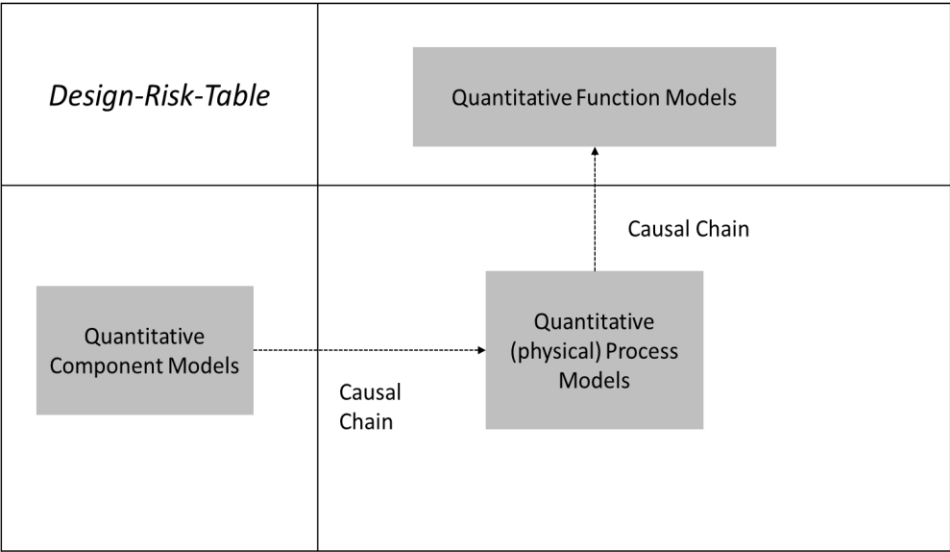 Design-Risk-Table
Quantitative Function Models
Causal Chain
Quantitative
Component Models
Quantitative
(physical) Process
Models
Causal
Chain